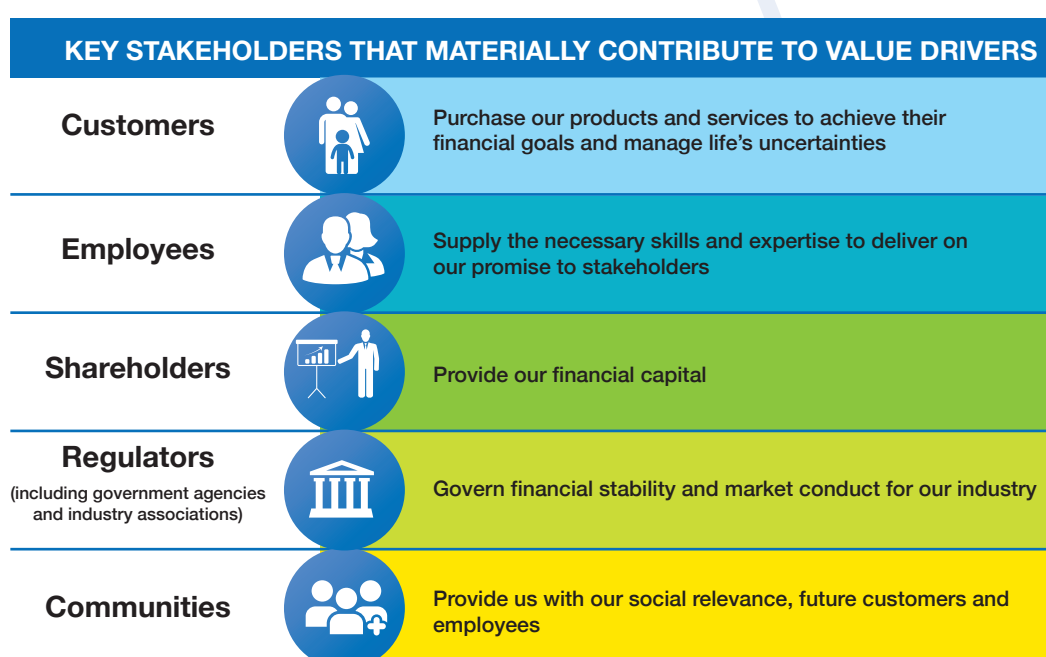 KEY STAKEHOLDERS THAT MATERIALLY CONTRIBUTE TO VALUE DRIVERS
Customers
Purchase our products and services to achieve their
financial goals and manage life's uncertainties
Employees
Supply the necessary skills and expertise to deliver on
our promise to stakeholders
Shareholders
Provide our financial capital
Regulators
(including government agencies
and industry associations)
Govern financial stability and market conduct for our industry
Communities
Provide us with our social relevance, future customers and
employees